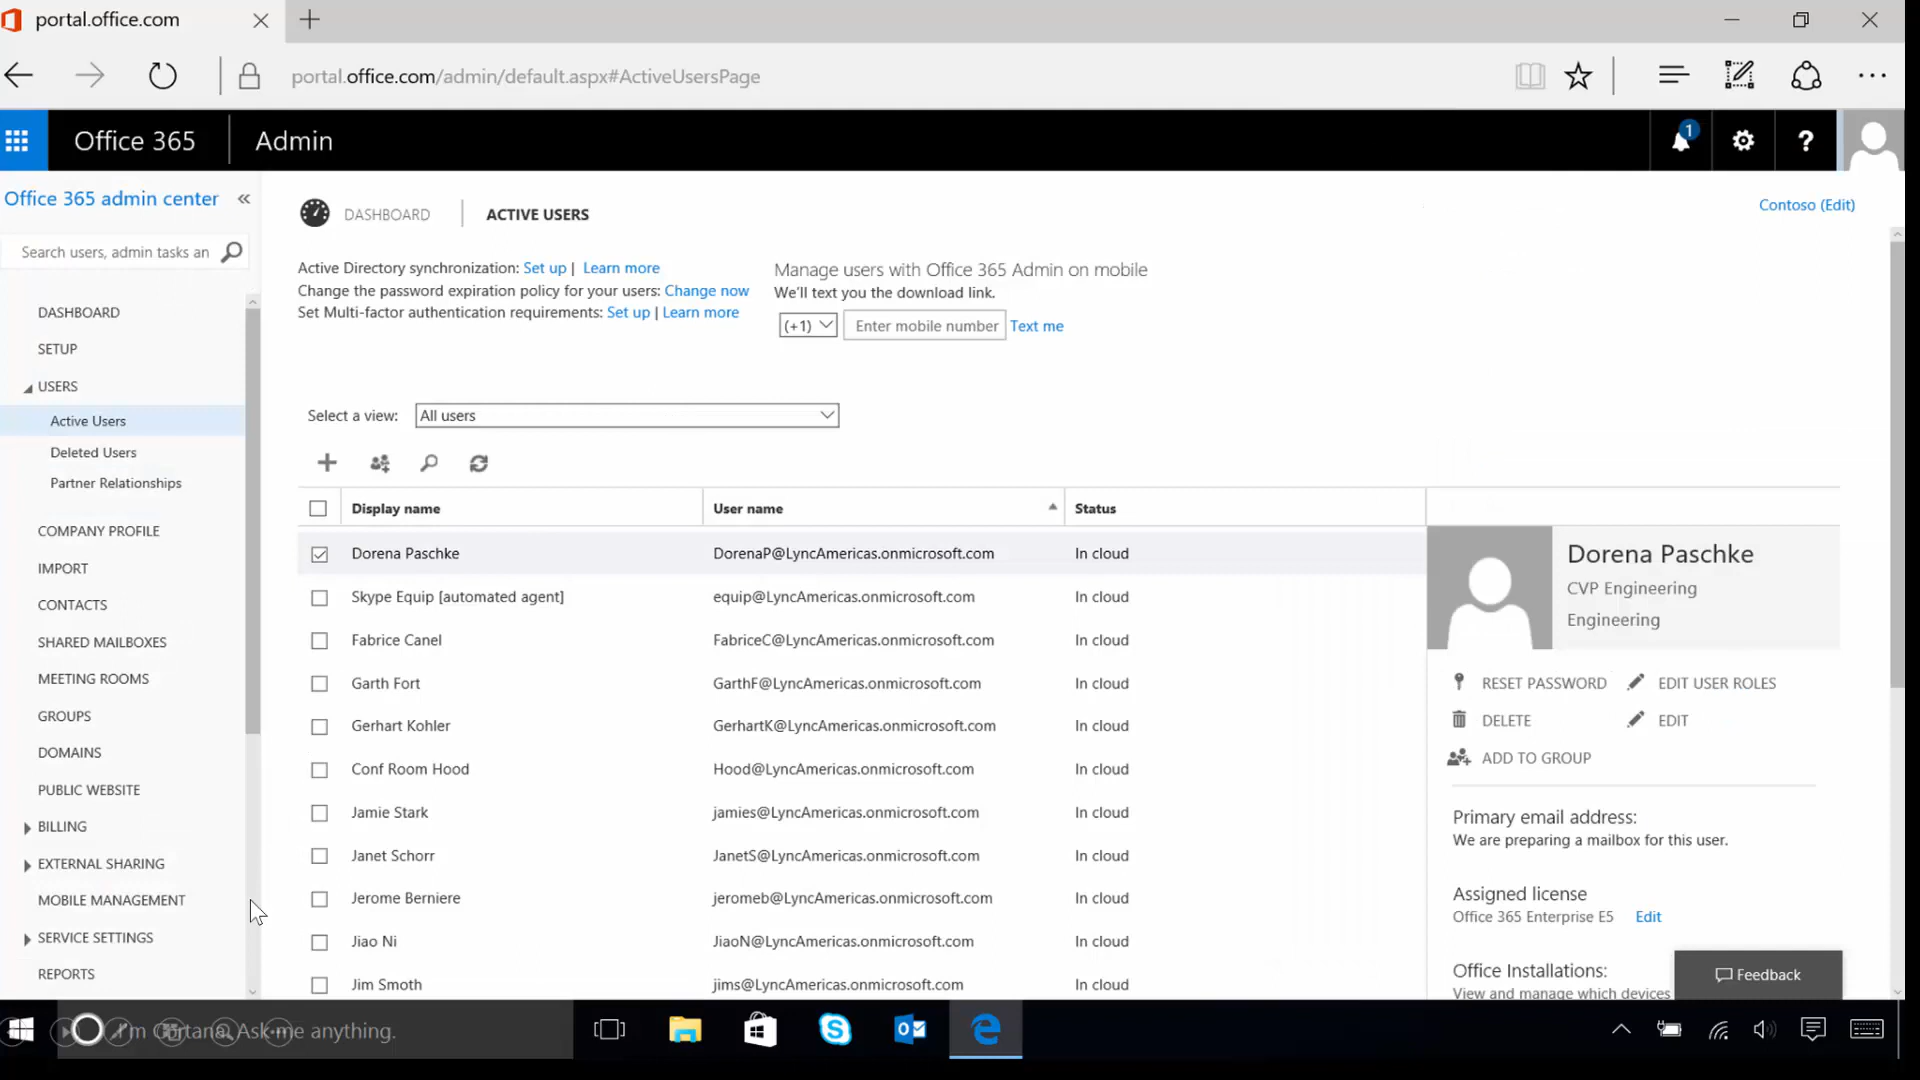 portal.office.com
portal.office.com/admin/default.aspx#ActiveUsersPage
Office 365
Admin
1
?
Office 365 admin center «
Search users, admin tasks an
DASHBOARD
SETUP
USERS
Active Users
Deleted Users
Partner Relationships
COMPANY PROFILE
IMPORT
CONTACTS
SHARED MAILBOXES
MEETING ROOMS
GROUPS
DOMAINS
PUBLIC WEBSITE
BILLING
EXTERNAL SHARING
MOBILE MANAGEMENT
SERVICE SETTINGS
REPORTS
DASHBOARD
ACTIVE USERS
Contoso (Edit)
Active Directory synchronization: Set up | Learn more
Change the password expiration policy for your users: Change now
Set Multi-factor authentication requirements: Set up | Learn more
Manage users with Office 365 Admin on mobile
We'll text you the download link.
(+1) Enter mobile number Text me
Select a view: All users
Display name User name Status
Dorena Paschke DorenaP@LyncAmericas.onmicrosoft.com In cloud
Skype Equip [automated agent] equip@LyncAmericas.onmicrosoft.com In cloud
Fabrice Canel FabriceC@LyncAmericas.onmicrosoft.com In cloud
Garth Fort GarthF@LyncAmericas.onmicrosoft.com In cloud
Gerhart Kohler GerhartK@LyncAmericas.onmicrosoft.com In cloud
Conf Room Hood Hood@LyncAmericas.onmicrosoft.com In cloud
Jamie Stark jamies@LyncAmericas.onmicrosoft.com In cloud
Janet Schorr JanetS@LyncAmericas.onmicrosoft.com In cloud
Jerome Berniere jeromeb@LyncAmericas.onmicrosoft.com In cloud
Jiao Ni JiaoN@LyncAmericas.onmicrosoft.com In cloud
Jim Smoth jims@LyncAmericas.onmicrosoft.com In cloud
Dorena Paschke
CVP Engineering
Engineering
RESET PASSWORD EDIT USER ROLES
DELETE EDIT
ADD TO GROUP
Primary email address:
We are preparing a mailbox for this user.
Assigned license
Office 365 Enterprise E5 Edit
Office Installations:
View and manage which devices
Feedback
I'm Cortana. Ask me anything.